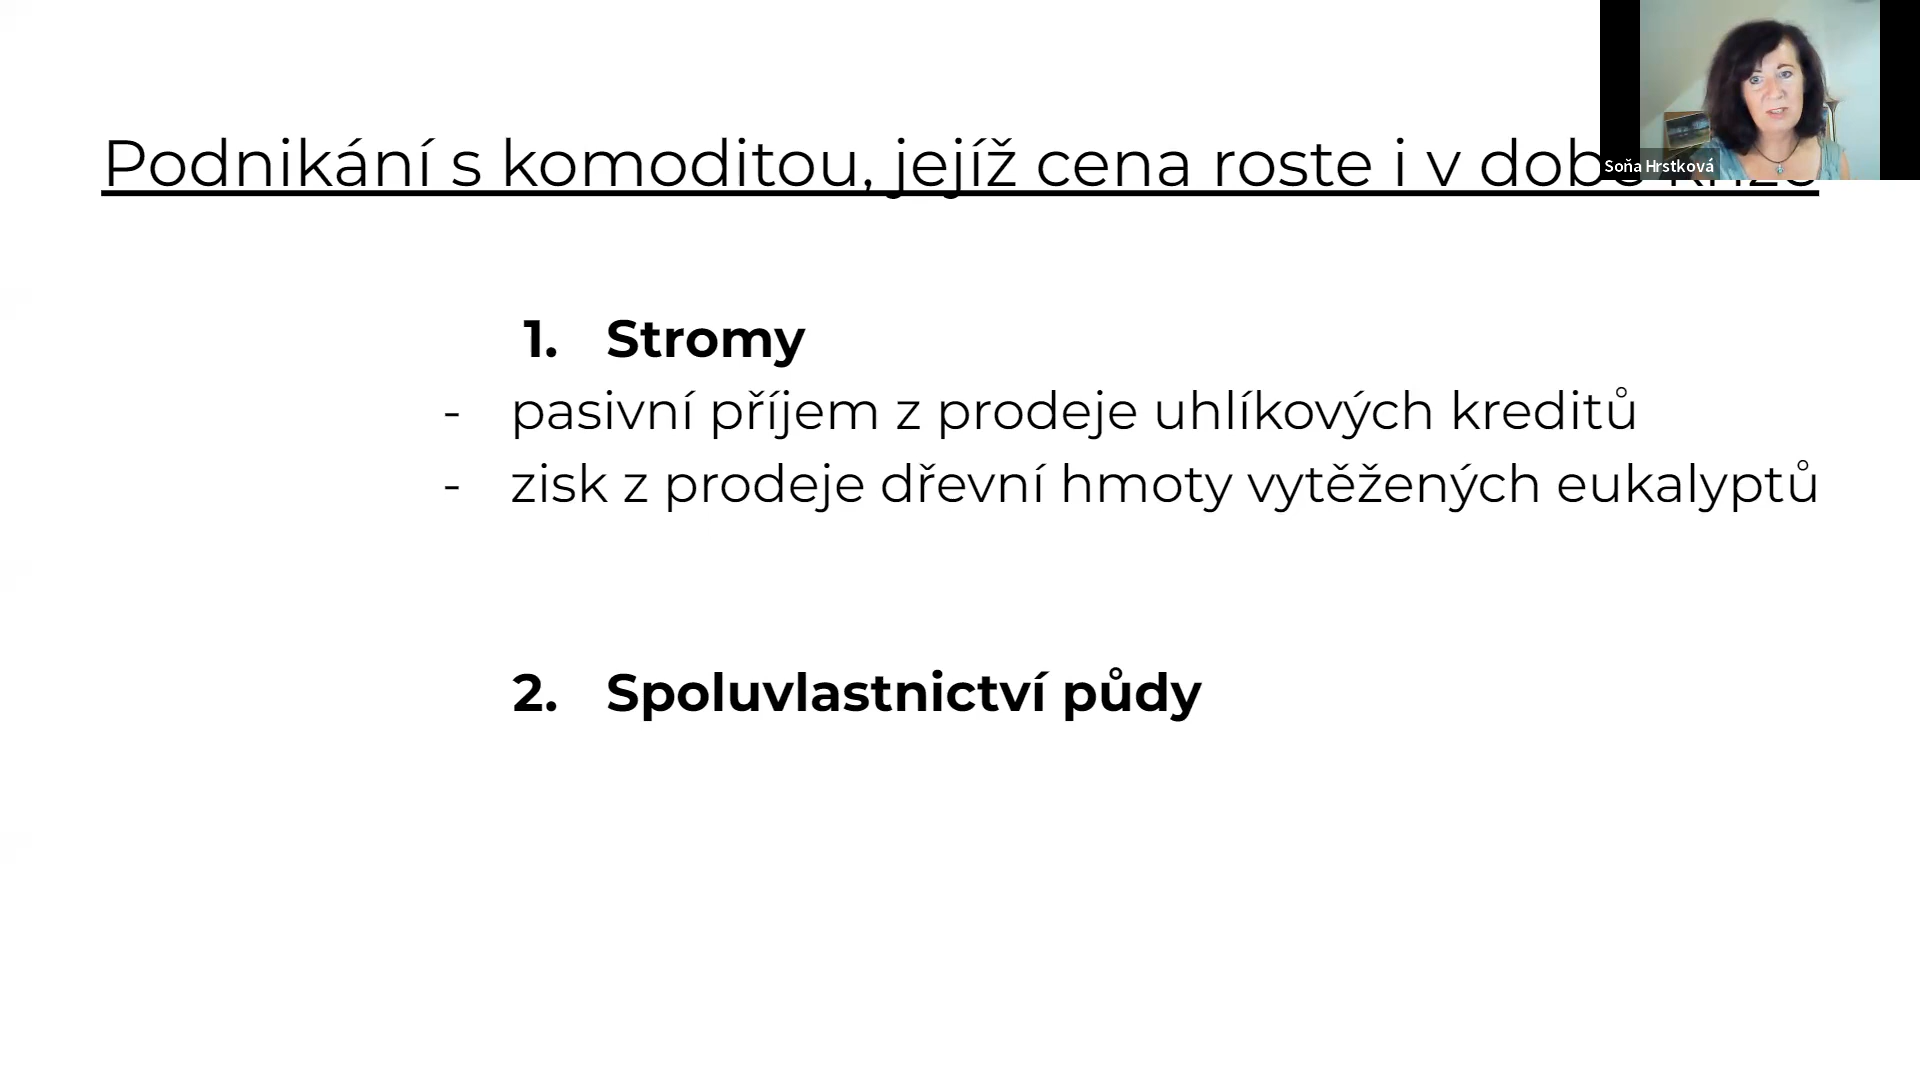 Podnikání s komoditou, jejíž cena roste i v době
Soňa Hrstková
1. Stromy
- pasivní příjem z prodeje uhlíkových kreditů
- zisk z prodeje dřevní hmoty vytěžených eukalyptů
2. Spoluvlastnictví půdy